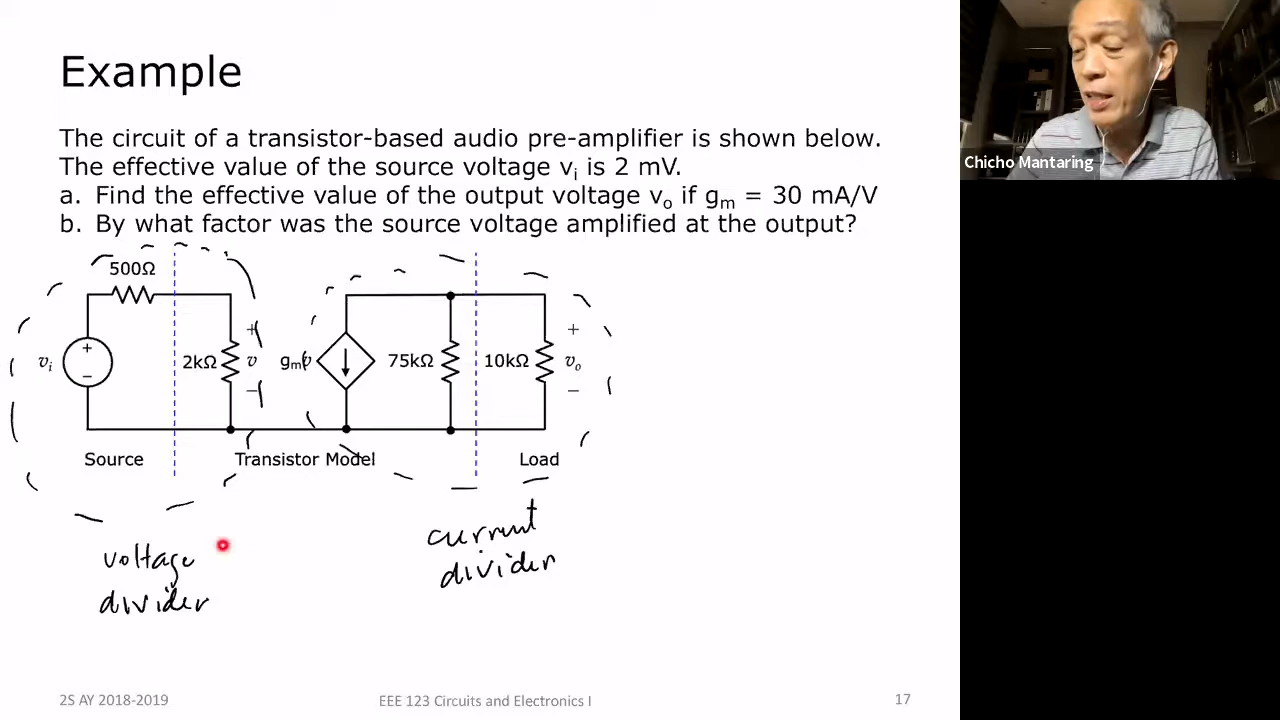 Example
The circuit of a transistor-based audio pre-amplifier is shown below.
The effective value of the source voltage vᵢ is 2 mV.
a. Find the effective value of the output voltage vₒ if gₘ = 30 mA/V
b. By what factor was the source voltage amplified at the output?
500Ω
vᵢ
+
−
2kΩ
+
v
−
gₘv
75kΩ
10kΩ
+
vₒ
−
Source
Transistor Model
Load
voltage
divider
current
divider
2S AY 2018-2019
EEE 123 Circuits and Electronics I
17
Chicho Mantaring